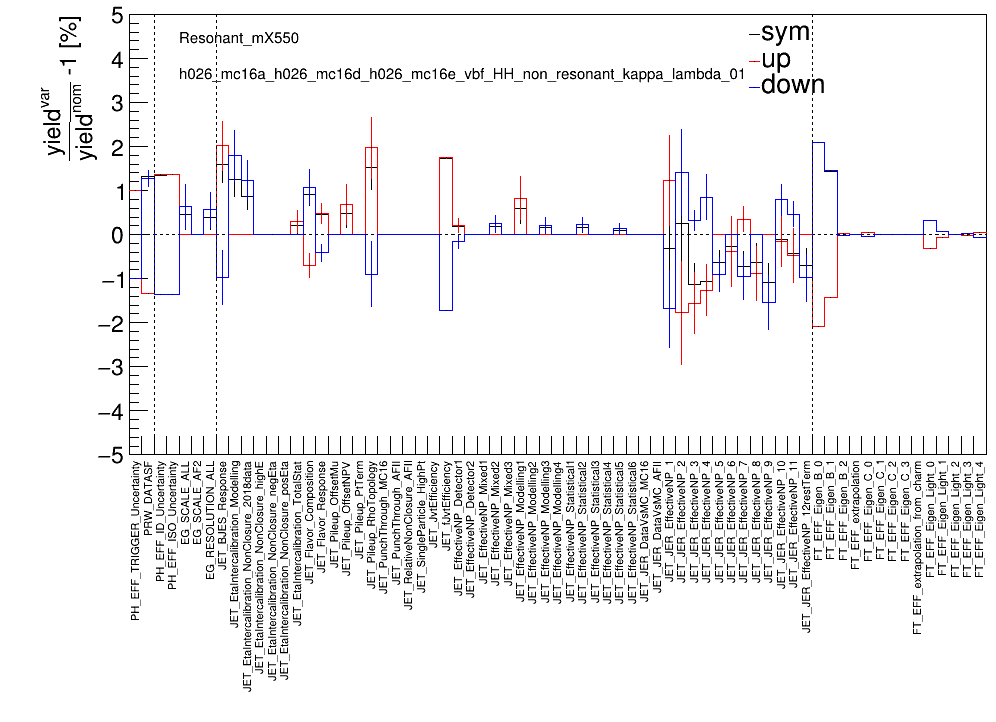 yield^var / yield^nom -1 [%]
5
4
3
2
1
0
−1
−2
−3
−4
−5
Resonant_mX550
h026_mc16a_h026_mc16d_h026_mc16e_vbf_HH_non_resonant_kappa_lambda_01
sym
up
down
PH_EFF_TRIGGER_Uncertainty
PRW_DATASF
PH_EFF_ID_Uncertainty
PH_EFF_ISO_Uncertainty
EG_SCALE_ALL
EG_SCALE_AF2
EG_RESOLUTION_ALL
JET_BJES_Response
JET_EtaIntercalibration_Modelling
JET_EtaIntercalibration_NonClosure_2018data
JET_EtaIntercalibration_NonClosure_highE
JET_EtaIntercalibration_NonClosure_negEta
JET_EtaIntercalibration_NonClosure_posEta
JET_EtaIntercalibration_TotalStat
JET_Flavor_Composition
JET_Flavor_Response
JET_Pileup_OffsetMu
JET_Pileup_OffsetNPV
JET_Pileup_PtTerm
JET_Pileup_RhoTopology
JET_PunchThrough_MC16
JET_PunchThrough_AFII
JET_RelativeNonClosure_AFII
JET_SingleParticle_HighPt
JET_JvtEfficiency
JET_fJvtEfficiency
JET_EffectiveNP_Detector1
JET_EffectiveNP_Detector2
JET_EffectiveNP_Mixed1
JET_EffectiveNP_Mixed2
JET_EffectiveNP_Mixed3
JET_EffectiveNP_Modelling1
JET_EffectiveNP_Modelling2
JET_EffectiveNP_Modelling3
JET_EffectiveNP_Modelling4
JET_EffectiveNP_Statistical1
JET_EffectiveNP_Statistical2
JET_EffectiveNP_Statistical3
JET_EffectiveNP_Statistical4
JET_EffectiveNP_Statistical5
JET_EffectiveNP_Statistical6
JET_JER_DataVsMC_MC16
JET_JER_DataVsMC_AFII
JET_JER_EffectiveNP_1
JET_JER_EffectiveNP_2
JET_JER_EffectiveNP_3
JET_JER_EffectiveNP_4
JET_JER_EffectiveNP_5
JET_JER_EffectiveNP_6
JET_JER_EffectiveNP_7
JET_JER_EffectiveNP_8
JET_JER_EffectiveNP_9
JET_JER_EffectiveNP_10
JET_JER_EffectiveNP_11
JET_JER_EffectiveNP_12restTerm
FT_EFF_Eigen_B_0
FT_EFF_Eigen_B_1
FT_EFF_Eigen_B_2
FT_EFF_extrapolation
FT_EFF_Eigen_C_0
FT_EFF_Eigen_C_1
FT_EFF_Eigen_C_2
FT_EFF_Eigen_C_3
FT_EFF_extrapolation_from_charm
FT_EFF_Eigen_Light_0
FT_EFF_Eigen_Light_1
FT_EFF_Eigen_Light_2
FT_EFF_Eigen_Light_3
FT_EFF_Eigen_Light_4